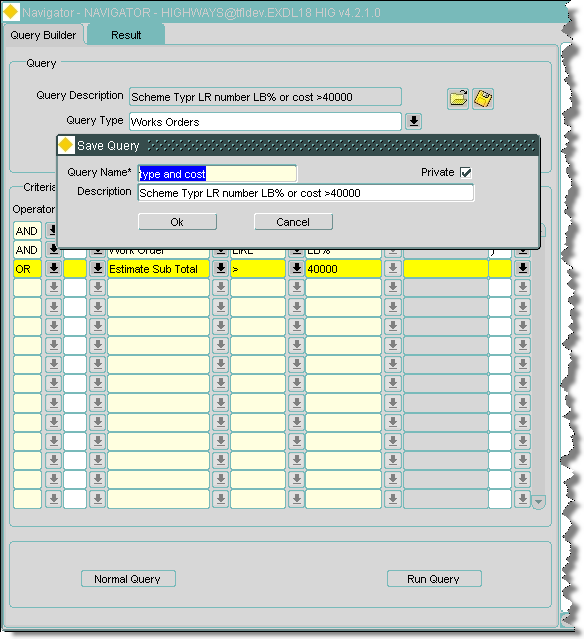 Navigator - NAVIGATOR - HIGHWAYS@tfldev.EXDL18 HIG v4.2.1.0
Query Builder
Result
Query
Query Description
Scheme Typr LR number LB% or cost >40000
Query Type
Works Orders
Save Query
Query Name*
type and cost
Private
Description
Scheme Typr LR number LB% or cost >40000
Ok
Cancel
Criteria
Operator
AND
AND Work Order LIKE LB% )
OR Estimate Sub Total > 40000
Normal Query
Run Query